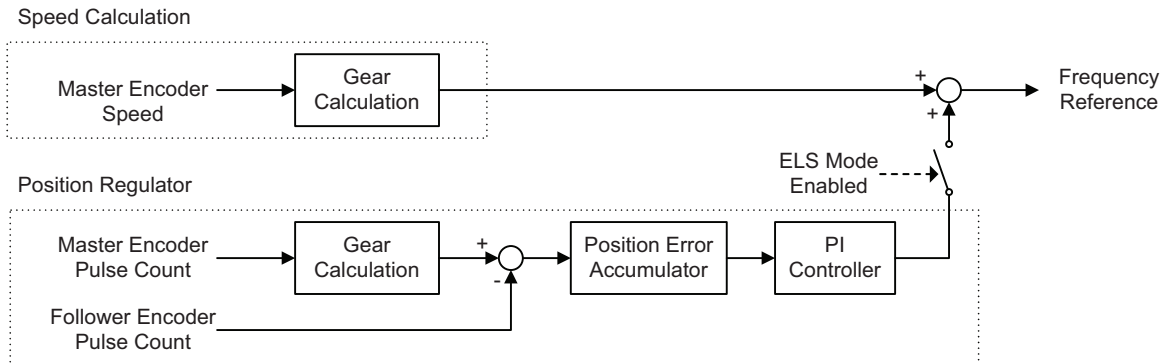 Speed Calculation
Master Encoder
Speed
Gear
Calculation
+
+
Frequency
Reference
ELS Mode
Enabled
Position Regulator
Master Encoder
Pulse Count
Gear
Calculation
+
-
Position Error
Accumulator
PI
Controller
Follower Encoder
Pulse Count